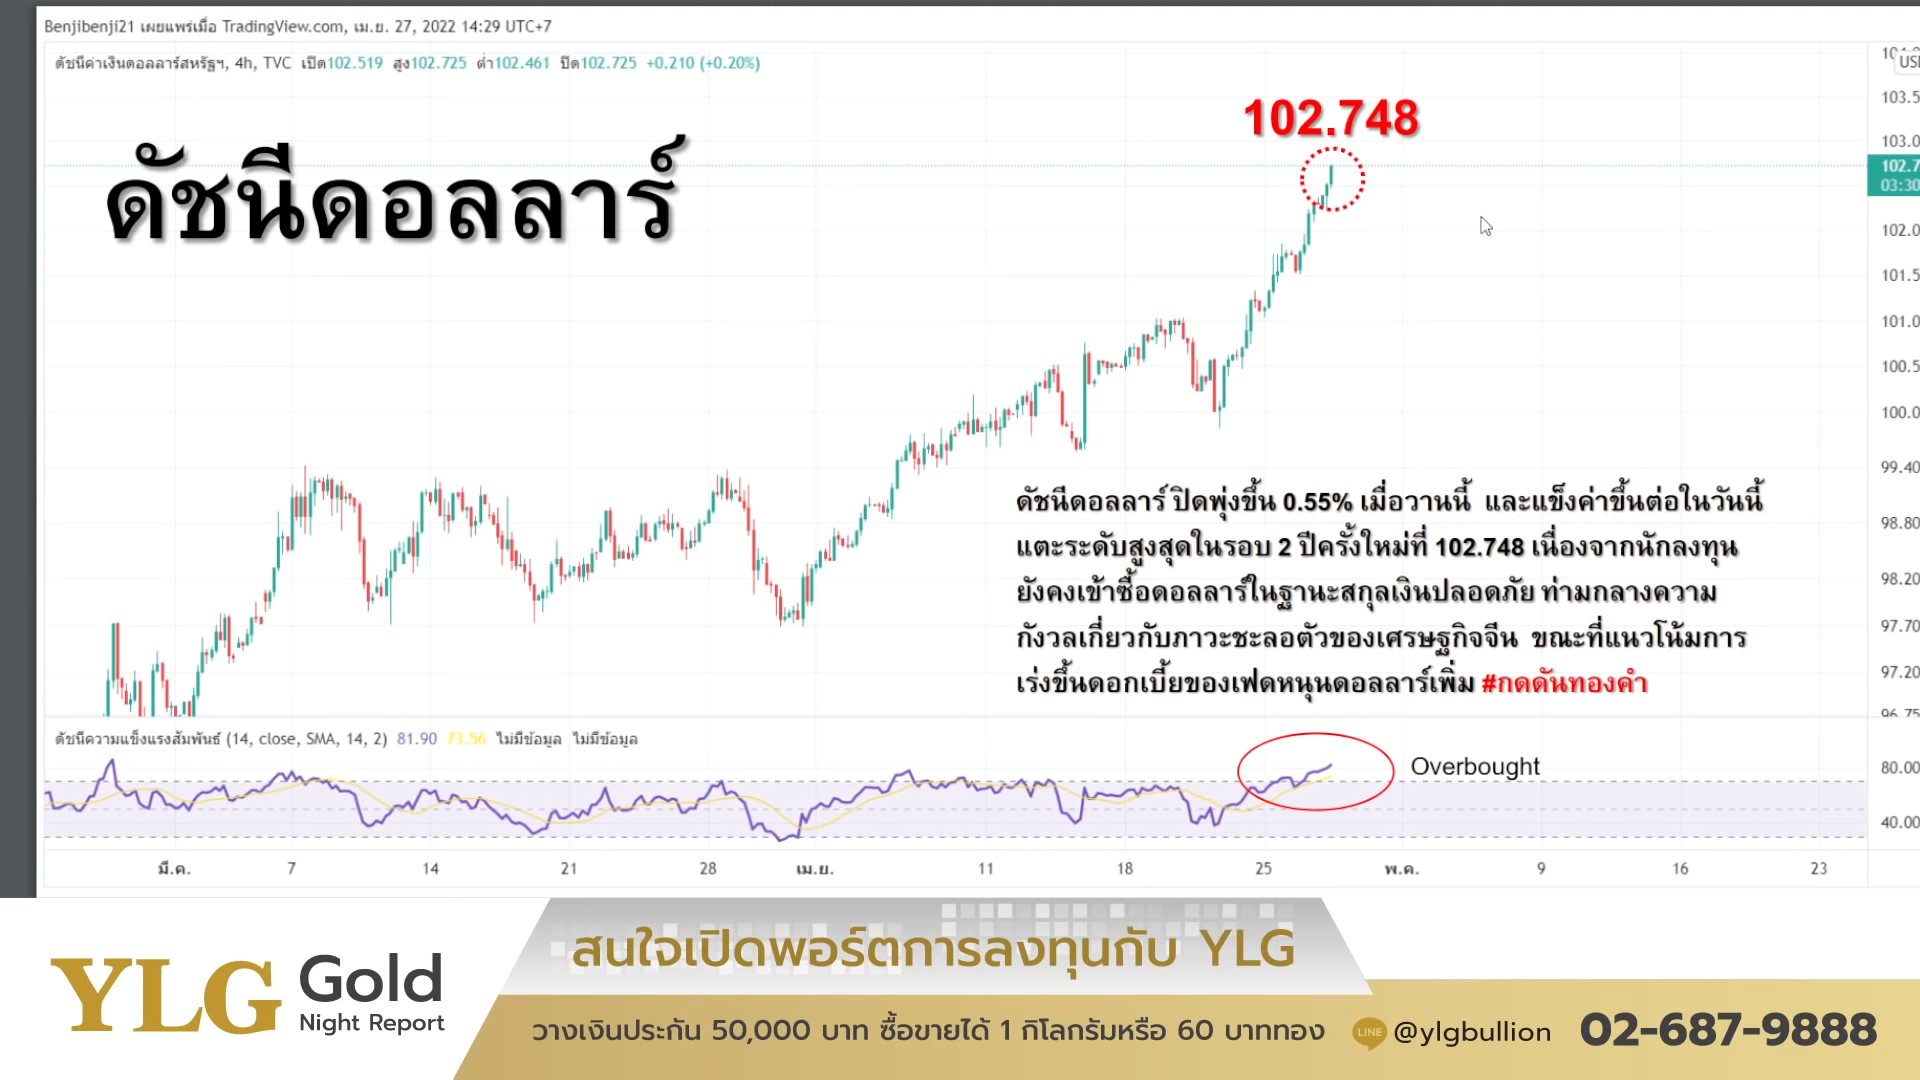 Benjibenji21 เผยแพร่เมื่อ TradingView.com, เม.ย. 27, 2022 14:29 UTC+7
ดัชนีค่าเงินดอลลาร์สหรัฐฯ, 4h, TVC เปิด102.519 สูง102.725 ต่ำ102.461 ปิด102.725 +0.210 (+0.20%)
ดัชนีดอลลาร์
102.748
103.5
103.0
102.7
03:30
102.0
101.5
101.0
100.5
100.0
99.40
98.80
98.20
97.70
97.20
96.75
ดัชนีดอลลาร์ ปิดพุ่งขึ้น 0.55% เมื่อวานนี้ และแข็งค่าขึ้นต่อในวันนี้
แตะระดับสูงสุดในรอบ 2 ปีครั้งใหม่ที่ 102.748 เนื่องจากนักลงทุน
ยังคงเข้าซื้อดอลลาร์ในฐานะสกุลเงินปลอดภัย ท่ามกลางความ
กังวลเกี่ยวกับภาวะชะลอตัวของเศรษฐกิจจีน ขณะที่แนวโน้มการ
เร่งขึ้นดอกเบี้ยของเฟดหนุนดอลลาร์เพิ่ม #กดดันทองคำ
ดัชนีความแข็งแรงสัมพันธ์ (14, close, SMA, 14, 2) 81.90 73.56 ไม่มีข้อมูล ไม่มีข้อมูล
Overbought
80.00
40.00
มี.ค. 7 14 21 28 เม.ย. 11 18 25 พ.ค. 9 16 23
YLG Gold
Night Report
สนใจเปิดพอร์ตการลงทุนกับ YLG
วางเงินประกัน 50,000 บาท ซื้อขายได้ 1 กิโลกรัมหรือ 60 บาททอง
LINE @ylgbullion 02-687-9888